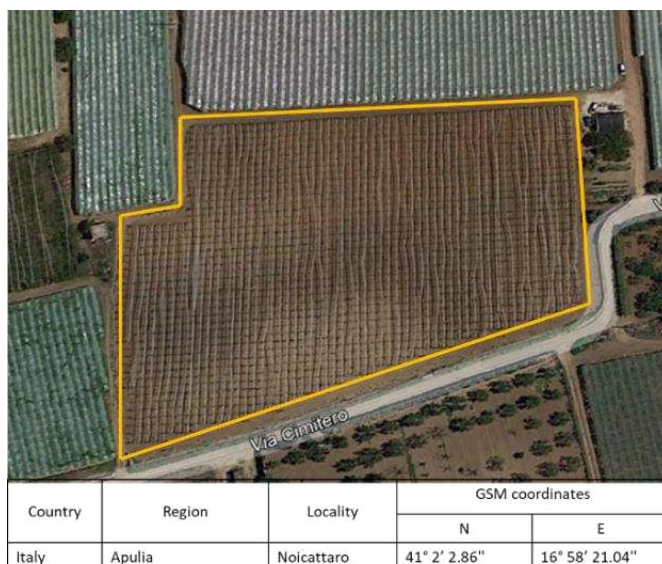 Via Cimitero
V
Country Region Locality GSM coordinates
N E
Italy Apulia Noicattaro 41° 2' 2.86" 16° 58' 21.04"